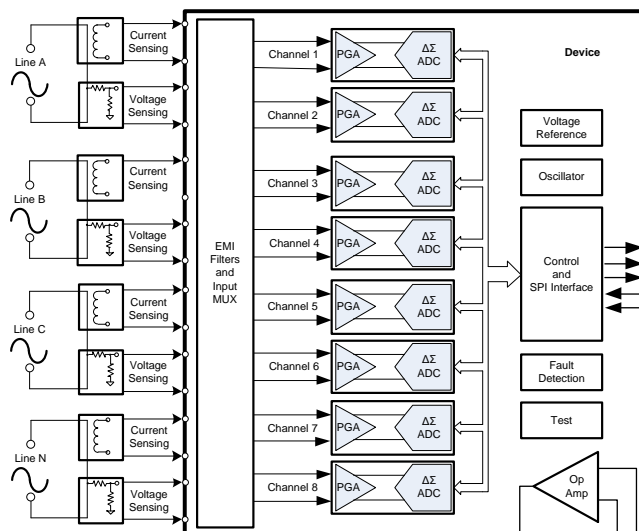 Line A
Current
Sensing
Voltage
Sensing
Line B
Current
Sensing
Voltage
Sensing
Line C
Current
Sensing
Voltage
Sensing
Line N
Current
Sensing
Voltage
Sensing
EMI
Filters
and
Input
MUX
Channel 1
PGA
ΔΣ
ADC
Channel 2
PGA
ΔΣ
ADC
Channel 3
PGA
ΔΣ
ADC
Channel 4
PGA
ΔΣ
ADC
Channel 5
PGA
ΔΣ
ADC
Channel 6
PGA
ΔΣ
ADC
Channel 7
PGA
ΔΣ
ADC
Channel 8
PGA
ΔΣ
ADC
Device
Voltage
Reference
Oscillator
Control
and
SPI Interface
Fault
Detection
Test
Op
Amp